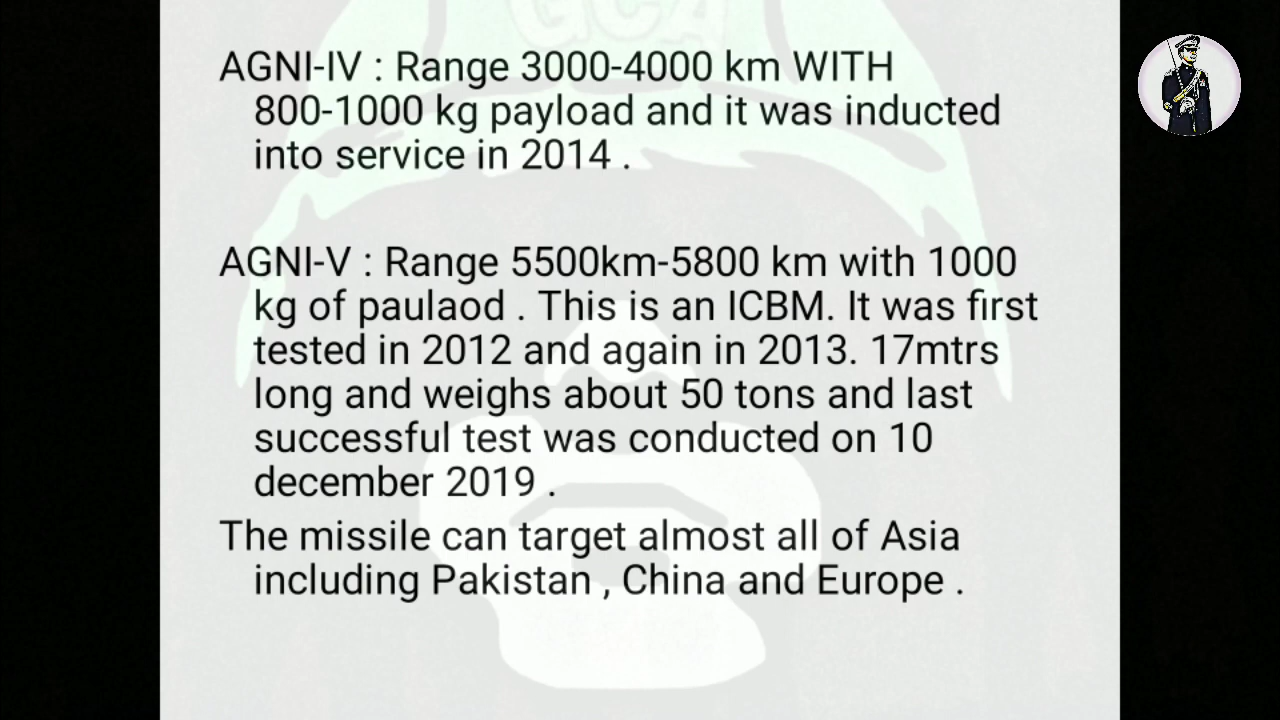 GCA
AGNI-IV : Range 3000-4000 km WITH
800-1000 kg payload and it was inducted
into service in 2014 .
AGNI-V : Range 5500km-5800 km with 1000
kg of paulaod . This is an ICBM. It was first
tested in 2012 and again in 2013. 17mtrs
long and weighs about 50 tons and last
successful test was conducted on 10
december 2019 .
The missile can target almost all of Asia
including Pakistan , China and Europe .